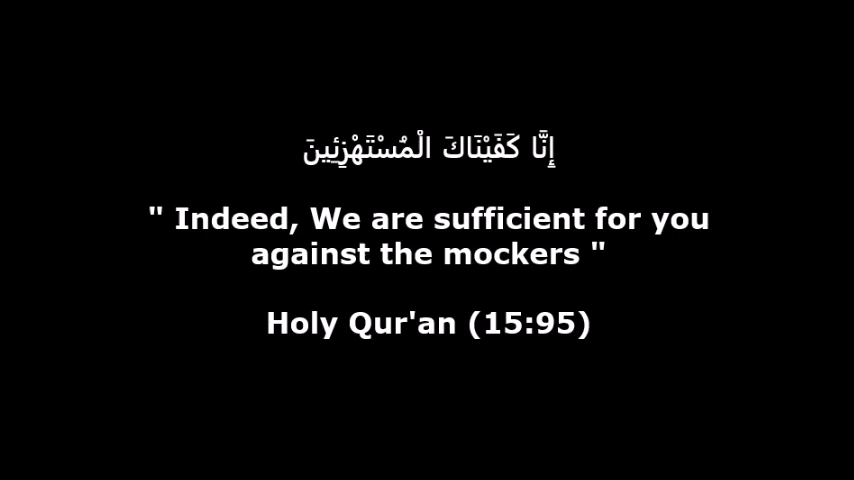 إِنَّا كَفَيْنَاكَ الْمُسْتَهْزِئِينَ
" Indeed, We are sufficient for you
against the mockers "
Holy Qur'an (15:95)